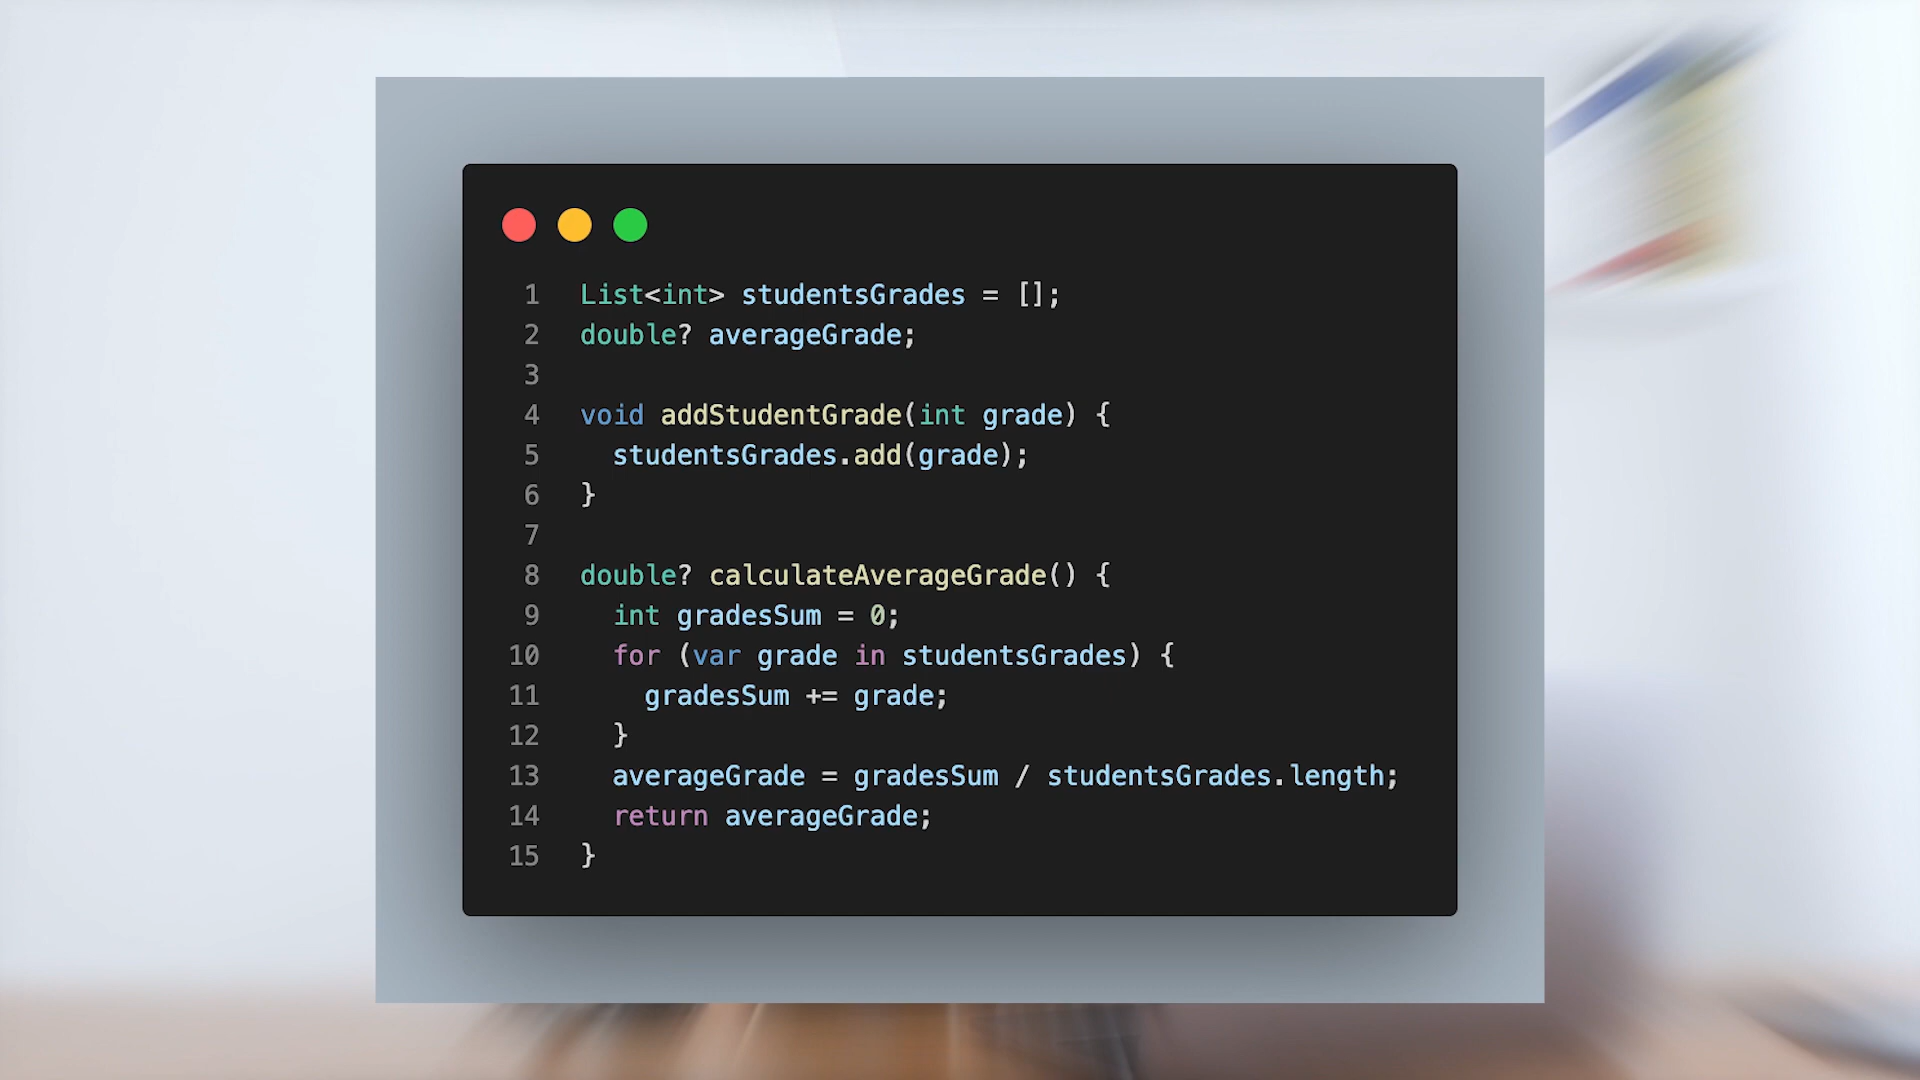 1 List<int> studentsGrades = [];
2 double? averageGrade;
3
4 void addStudentGrade(int grade) {
5   studentsGrades.add(grade);
6 }
7
8 double? calculateAverageGrade() {
9   int gradesSum = 0;
10   for (var grade in studentsGrades) {
11     gradesSum += grade;
12   }
13   averageGrade = gradesSum / studentsGrades.length;
14   return averageGrade;
15 }